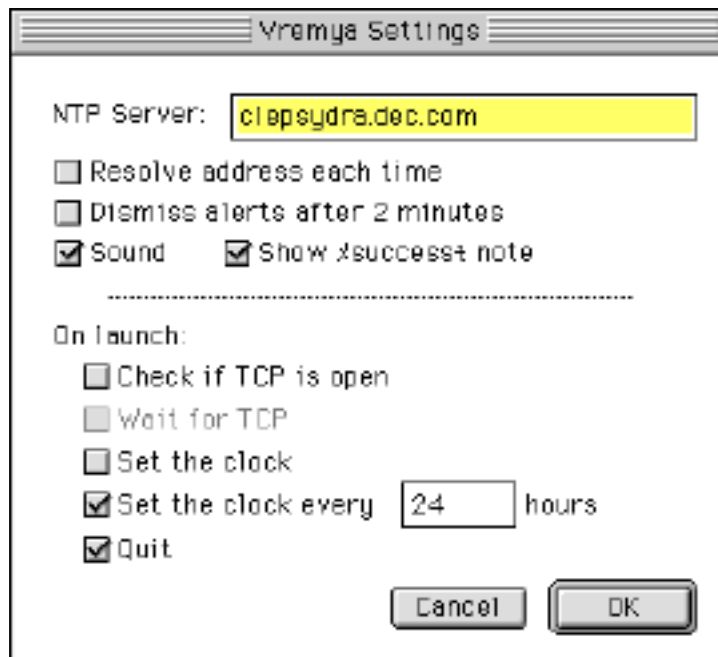 Vremya Settings
NTP Server: clepsydra.dec.com
Resolve address each time
Dismiss alerts after 2 minutes
Sound Show ‹success› note
On launch:
Check if TCP is open
Wait for TCP
Set the clock
Set the clock every 24 hours
Quit
Cancel OK